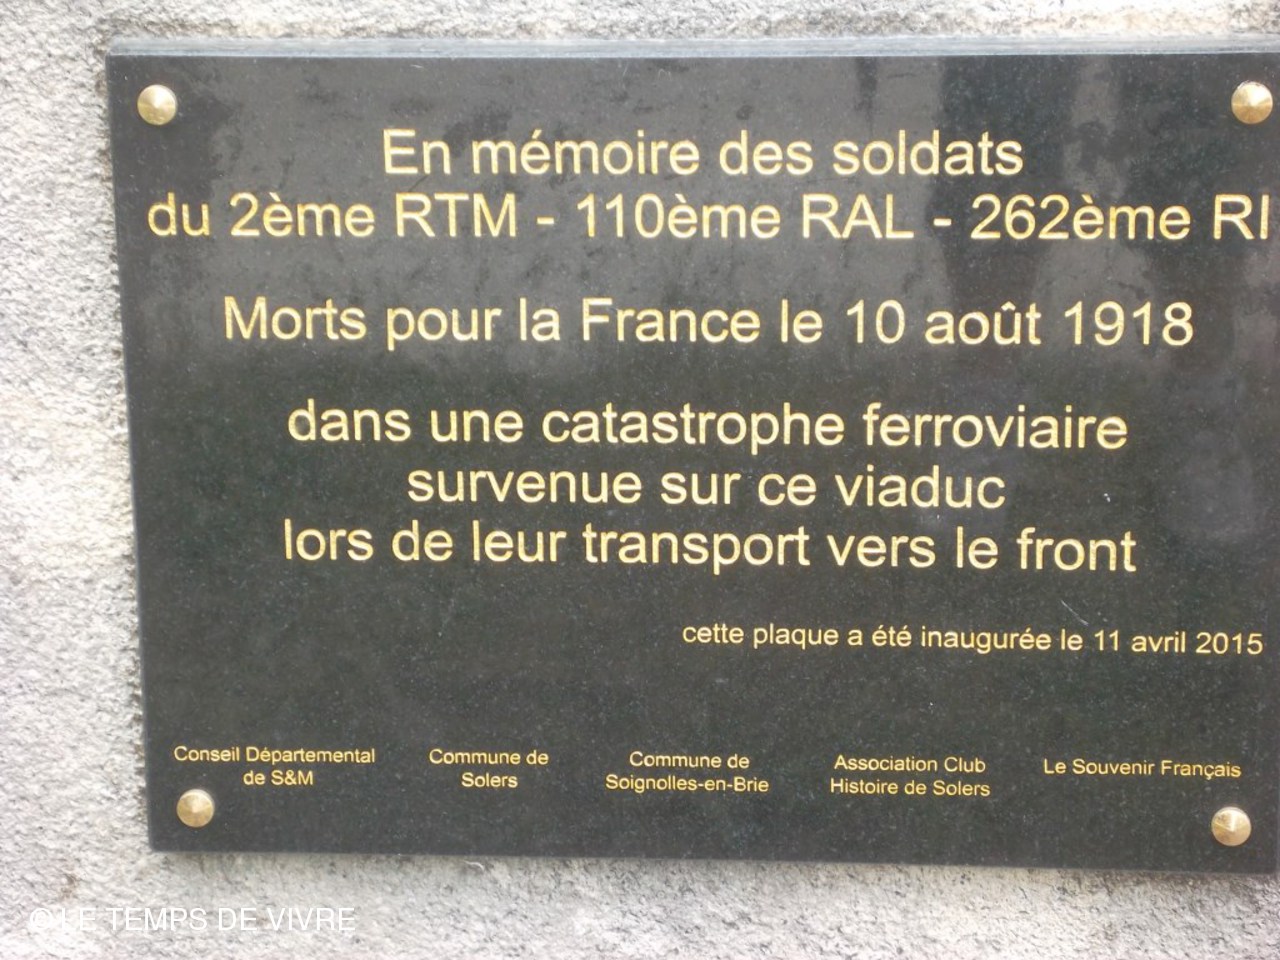 En mémoire des soldats
du 2ème RTM - 110ème RAL - 262ème RI
Morts pour la France le 10 août 1918
dans une catastrophe ferroviaire
survenue sur ce viaduc
lors de leur transport vers le front
cette plaque a été inaugurée le 11 avril 2015
Conseil Départemental
de S&M
Commune de
Solers
Commune de
Soignolles-en-Brie
Association Club
Histoire de Solers
Le Souvenir Français
© LE TEMPS DE VIVRE